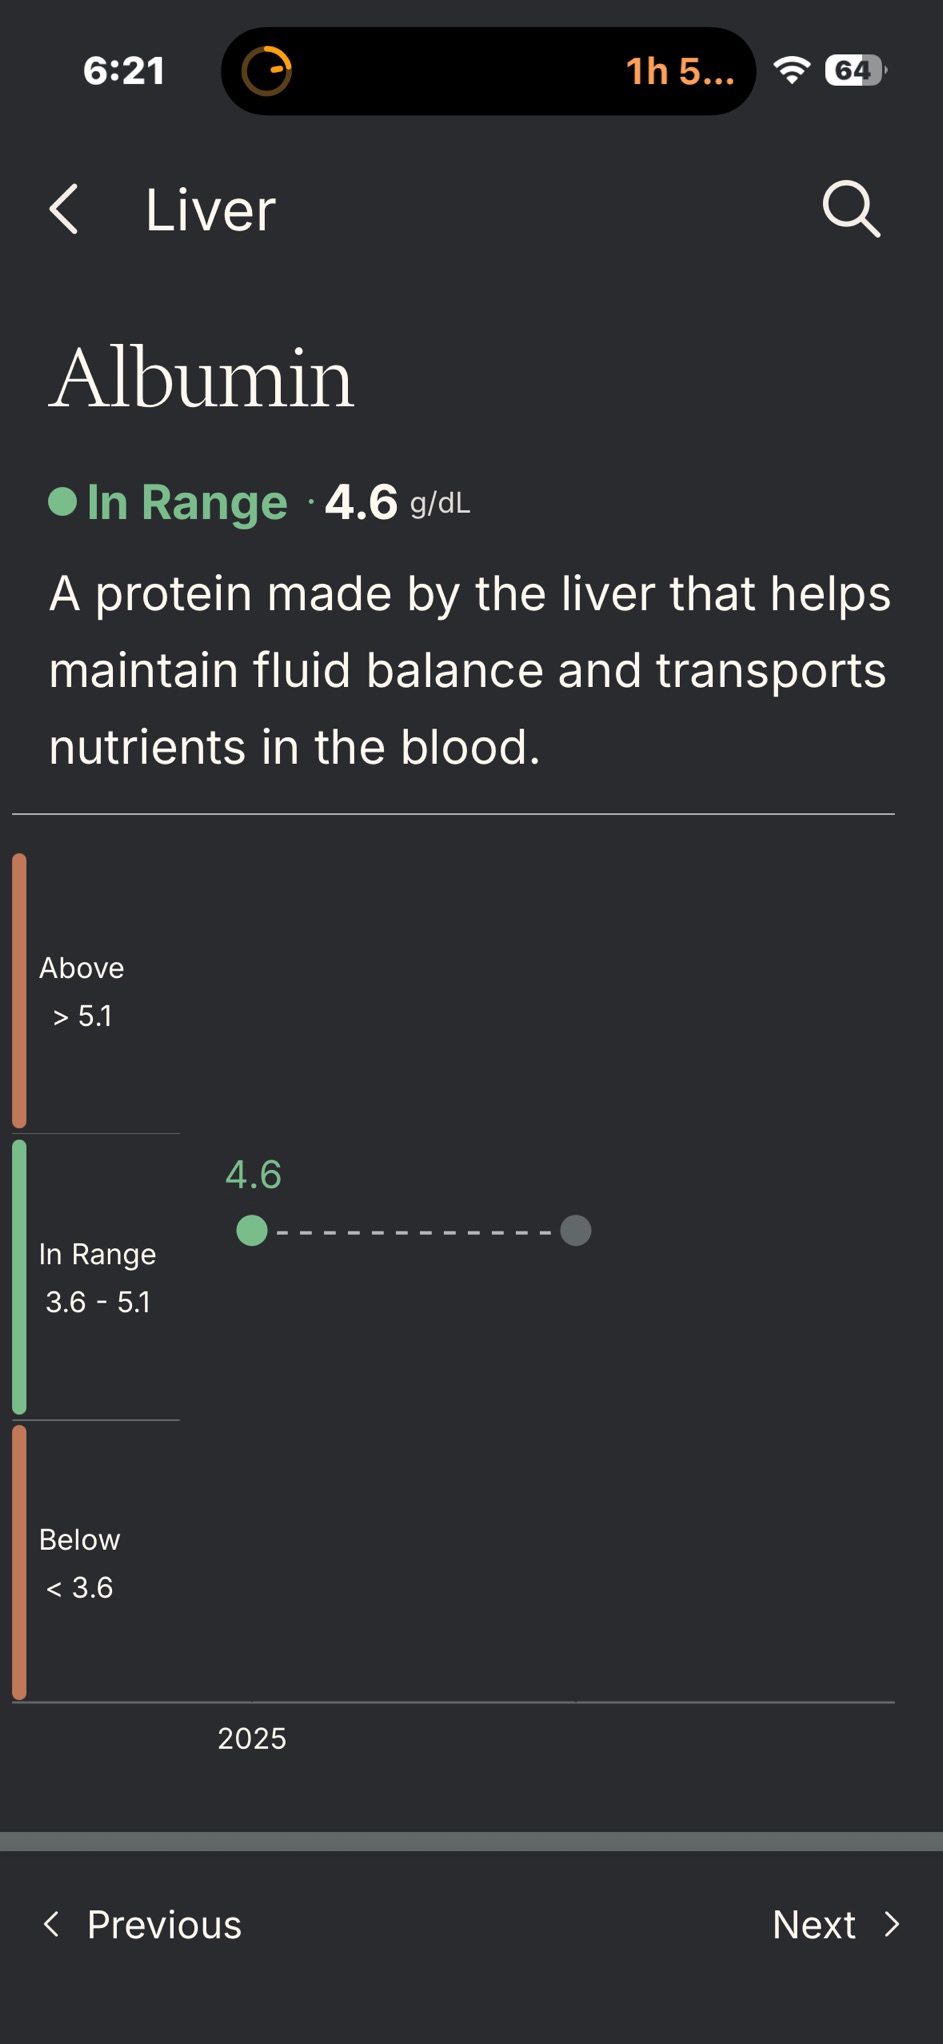 6:21
1h 5...
64
Liver
Albumin
In Range · 4.6 g/dL
A protein made by the liver that helps
maintain fluid balance and transports
nutrients in the blood.
Above
> 5.1
4.6
In Range
3.6 - 5.1
Below
< 3.6
2025
Previous
Next